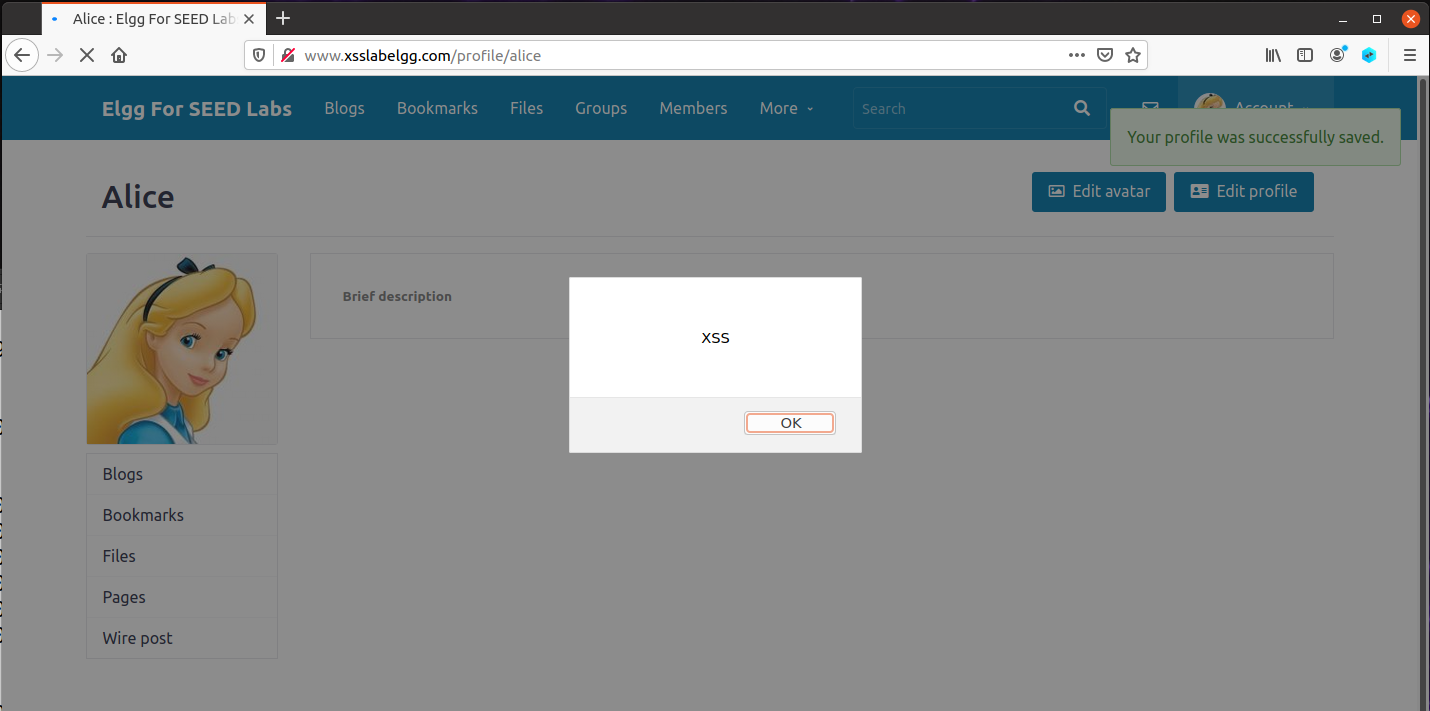 Alice : Elgg For SEED Lab
www.xsslabelgg.com/profile/alice
Elgg For SEED Labs Blogs Bookmarks Files Groups Members More Search Account
Your profile was successfully saved.
Alice
Edit avatar Edit profile
Brief description
XSS
OK
Blogs
Bookmarks
Files
Pages
Wire post